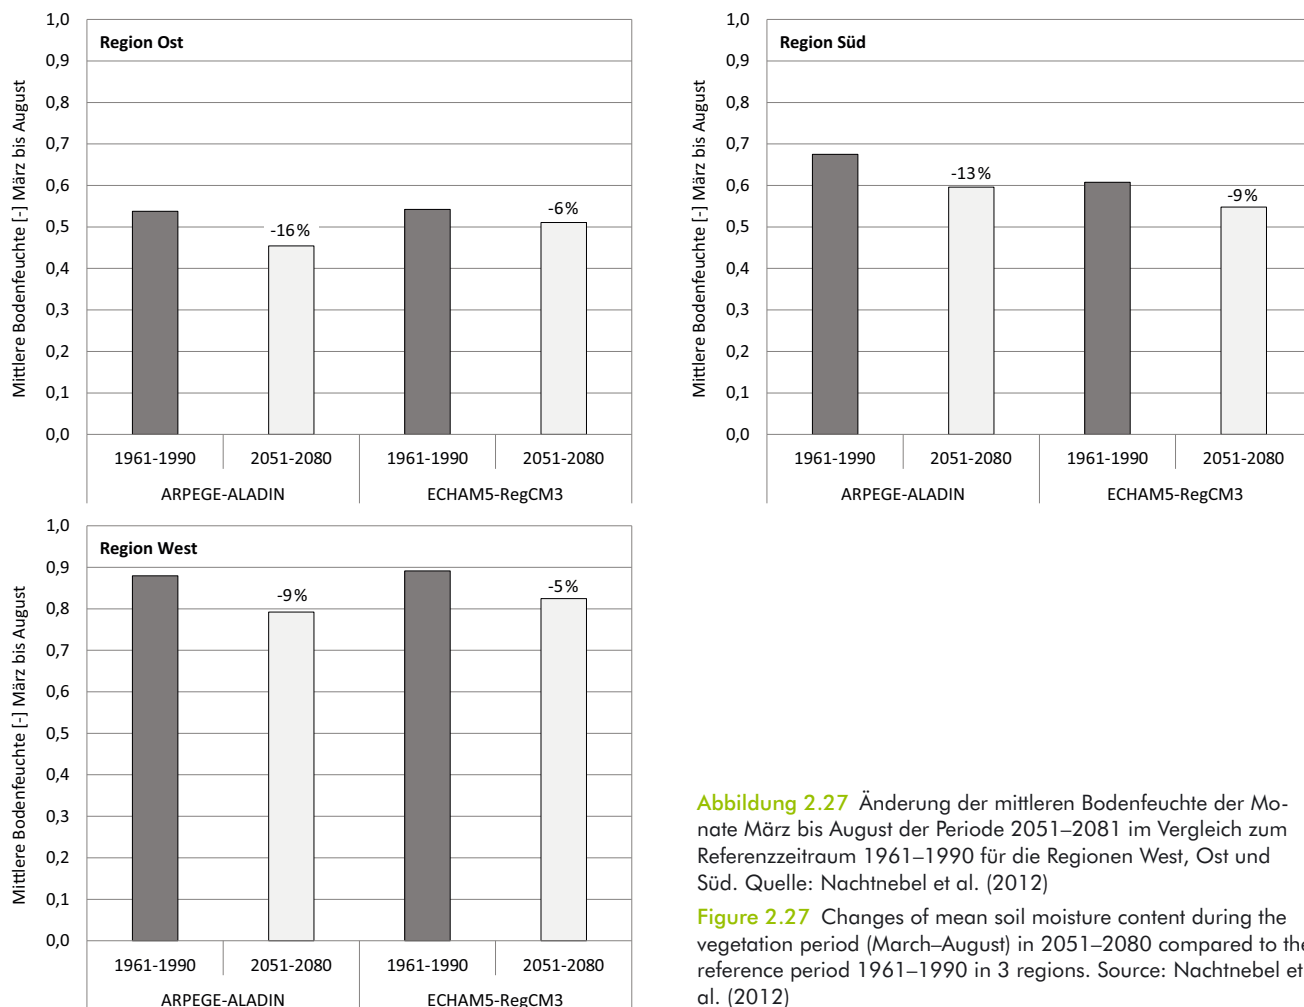 Region Ost
Mittlere Bodenfeuchte [-] März bis August
1,0
0,9
0,8
0,7
0,6
0,5
0,4
0,3
0,2
0,1
0,0
-16%
-6%
1961-1990 2051-2080 1961-1990 2051-2080
ARPEGE-ALADIN ECHAM5-RegCM3
Region Süd
Mittlere Bodenfeuchte [-] März bis August
1,0
0,9
0,8
0,7
0,6
0,5
0,4
0,3
0,2
0,1
0,0
-13%
-9%
1961-1990 2051-2080 1961-1990 2051-2080
ARPEGE-ALADIN ECHAM5-RegCM3
Region West
Mittlere Bodenfeuchte [-] März bis August
1,0
0,9
0,8
0,7
0,6
0,5
0,4
0,3
0,2
0,1
0,0
-9%
-5%
1961-1990 2051-2080 1961-1990 2051-2080
ARPEGE-ALADIN ECHAM5-RegCM3
Abbildung 2.27 Änderung der mittleren Bodenfeuchte der Mo-
nate März bis August der Periode 2051–2081 im Vergleich zum
Referenzzeitraum 1961–1990 für die Regionen West, Ost und
Süd. Quelle: Nachtnebel et al. (2012)
Figure 2.27 Changes of mean soil moisture content during the
vegetation period (March–August) in 2051–2080 compared to the
reference period 1961–1990 in 3 regions. Source: Nachtnebel et
al. (2012)